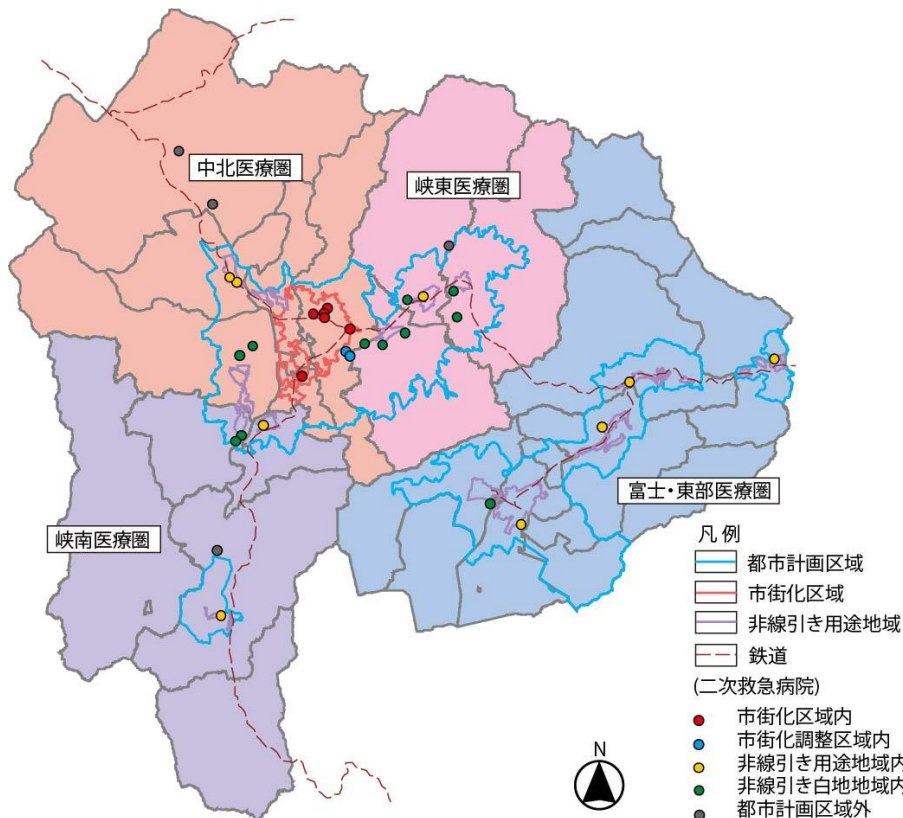 中北医療圏
峡東医療圏
富士・東部医療圏
峡南医療圏
凡 例
都市計画区域
市街化区域
非線引き用途地域
鉄道
(二次救急病院)
市街化区域内
市街化調整区域内
非線引き用途地域内
非線引き白地地域内
都市計画区域外
N